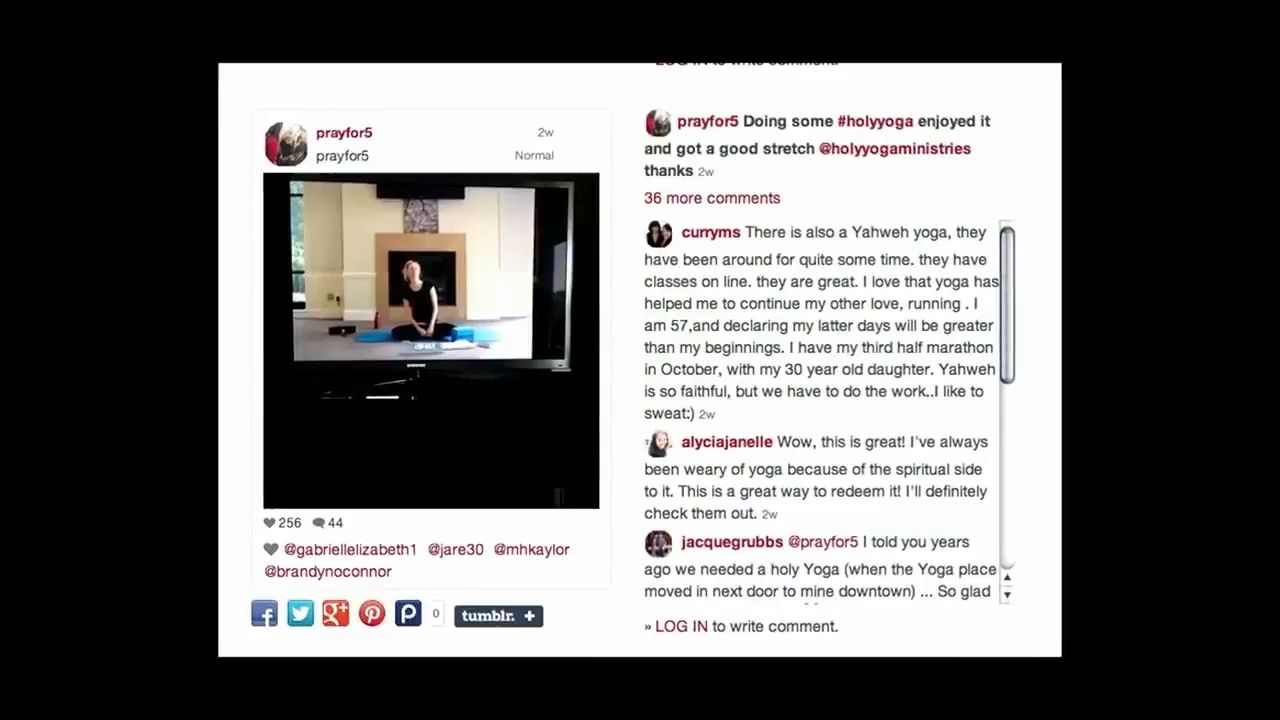 LOG IN to write comment.
prayfor5 2w
prayfor5 Normal
256 44
@gabriellelizabeth1 @jare30 @mhkaylor
@brandynoconnor
0 tumblr. +
prayfor5 Doing some #holyyoga enjoyed it
and got a good stretch @holyyogaministries
thanks 2w
36 more comments
curryms There is also a Yahweh yoga, they
have been around for quite some time. they have
classes on line. they are great. I love that yoga has
helped me to continue my other love, running . I
am 57,and declaring my latter days will be greater
than my beginnings. I have my third half marathon
in October, with my 30 year old daughter. Yahweh
is so faithful, but we have to do the work..I like to
sweat:) 2w
alyciajanelle Wow, this is great! I've always
been weary of yoga because of the spiritual side
to it. This is a great way to redeem it! I'll definitely
check them out. 2w
jacquegrubbs @prayfor5 I told you years
ago we needed a holy Yoga (when the Yoga place
moved in next door to mine downtown) ... So glad
» LOG IN to write comment.